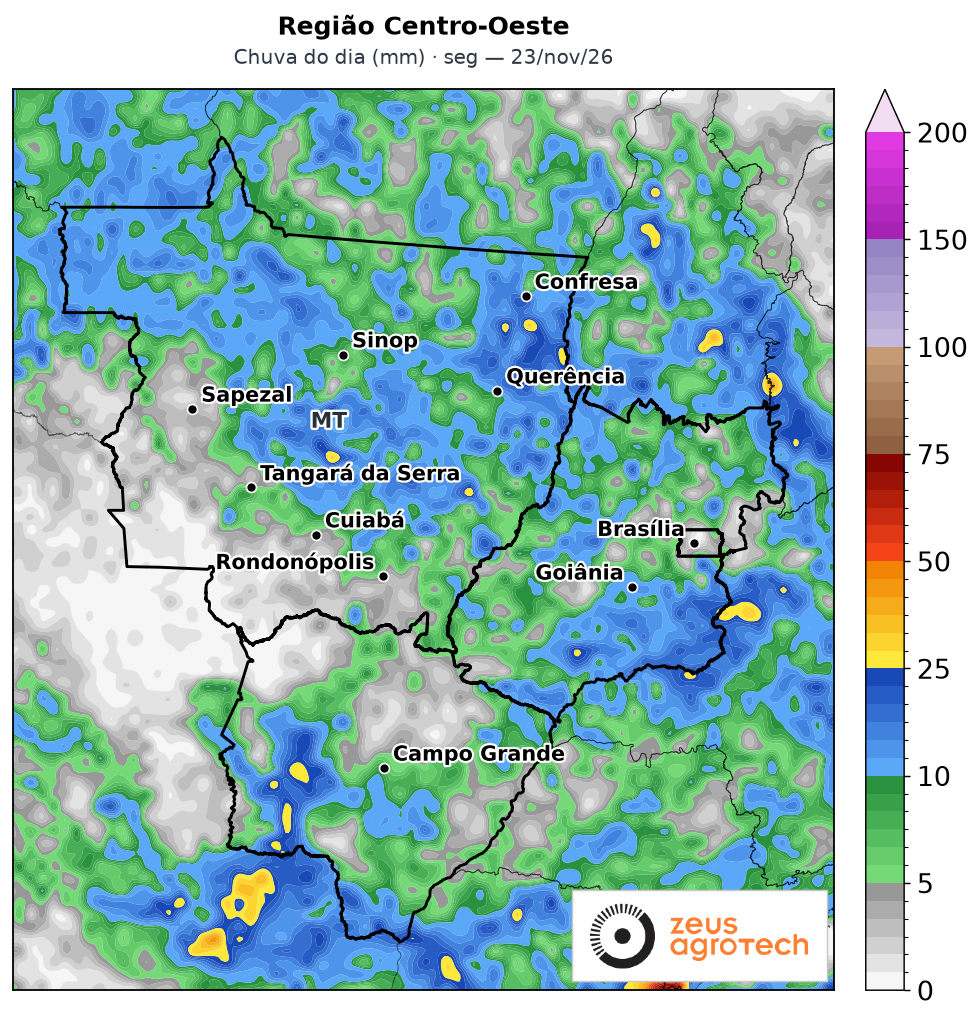 Região Centro-Oeste
Chuva do dia (mm) · seg — 23/nov/26
200
150
100
75
50
25
10
5
0
Confresa
Sinop
Querência
Sapezal
MT
Tangará da Serra
Cuiabá
Brasília
Rondonópolis
Goiânia
Campo Grande
zeus
agrotech